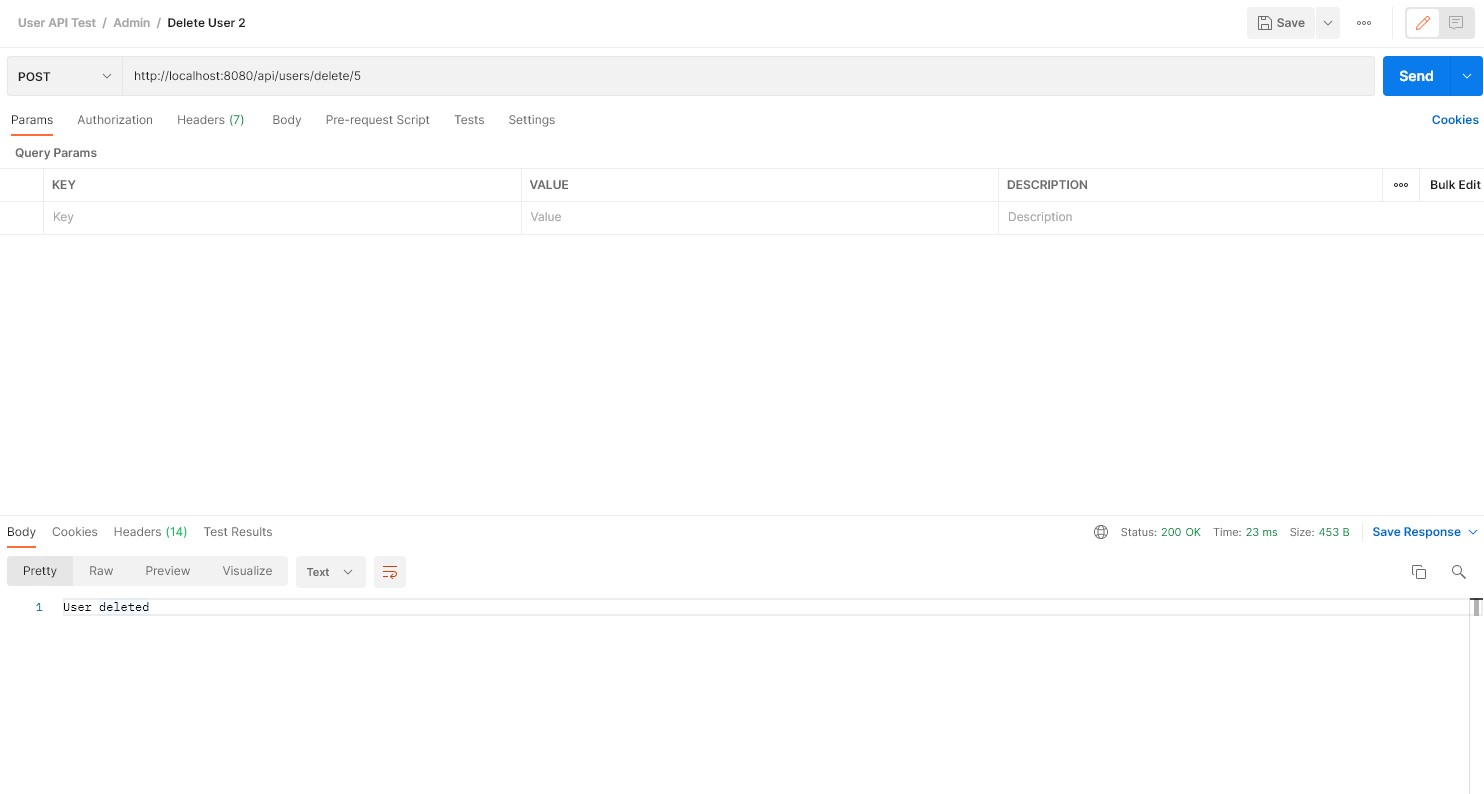 User API Test / Admin / Delete User 2
Save
POST
http://localhost:8080/api/users/delete/5
Send
Params Authorization Headers (7) Body Pre-request Script Tests Settings
Cookies
Query Params
KEY VALUE DESCRIPTION
Bulk Edit
Key Value Description
Body Cookies Headers (14) Test Results
Status: 200 OK Time: 23 ms Size: 453 B
Save Response
Pretty Raw Preview Visualize
Text
1 User deleted